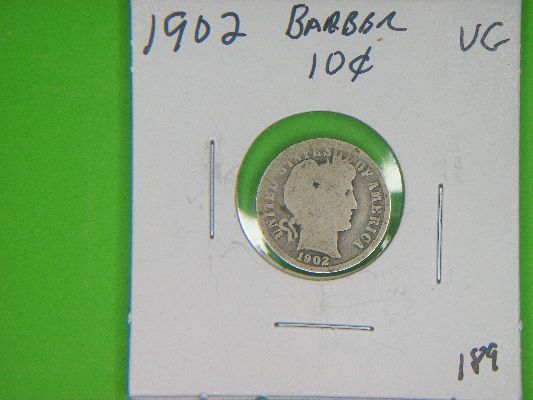 1902 BARBER VG
10¢
UNITED STATES OF AMERICA
1902
189